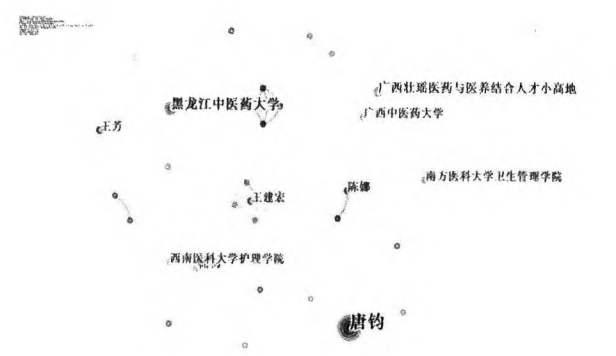 广西壮瑶医药与医养结合人才小高地
黑龙江中医药大学
广西中医药大学
王芳
南方医科大学卫生管理学院
陈娜
王建宏
西南医科大学护理学院
唐钧